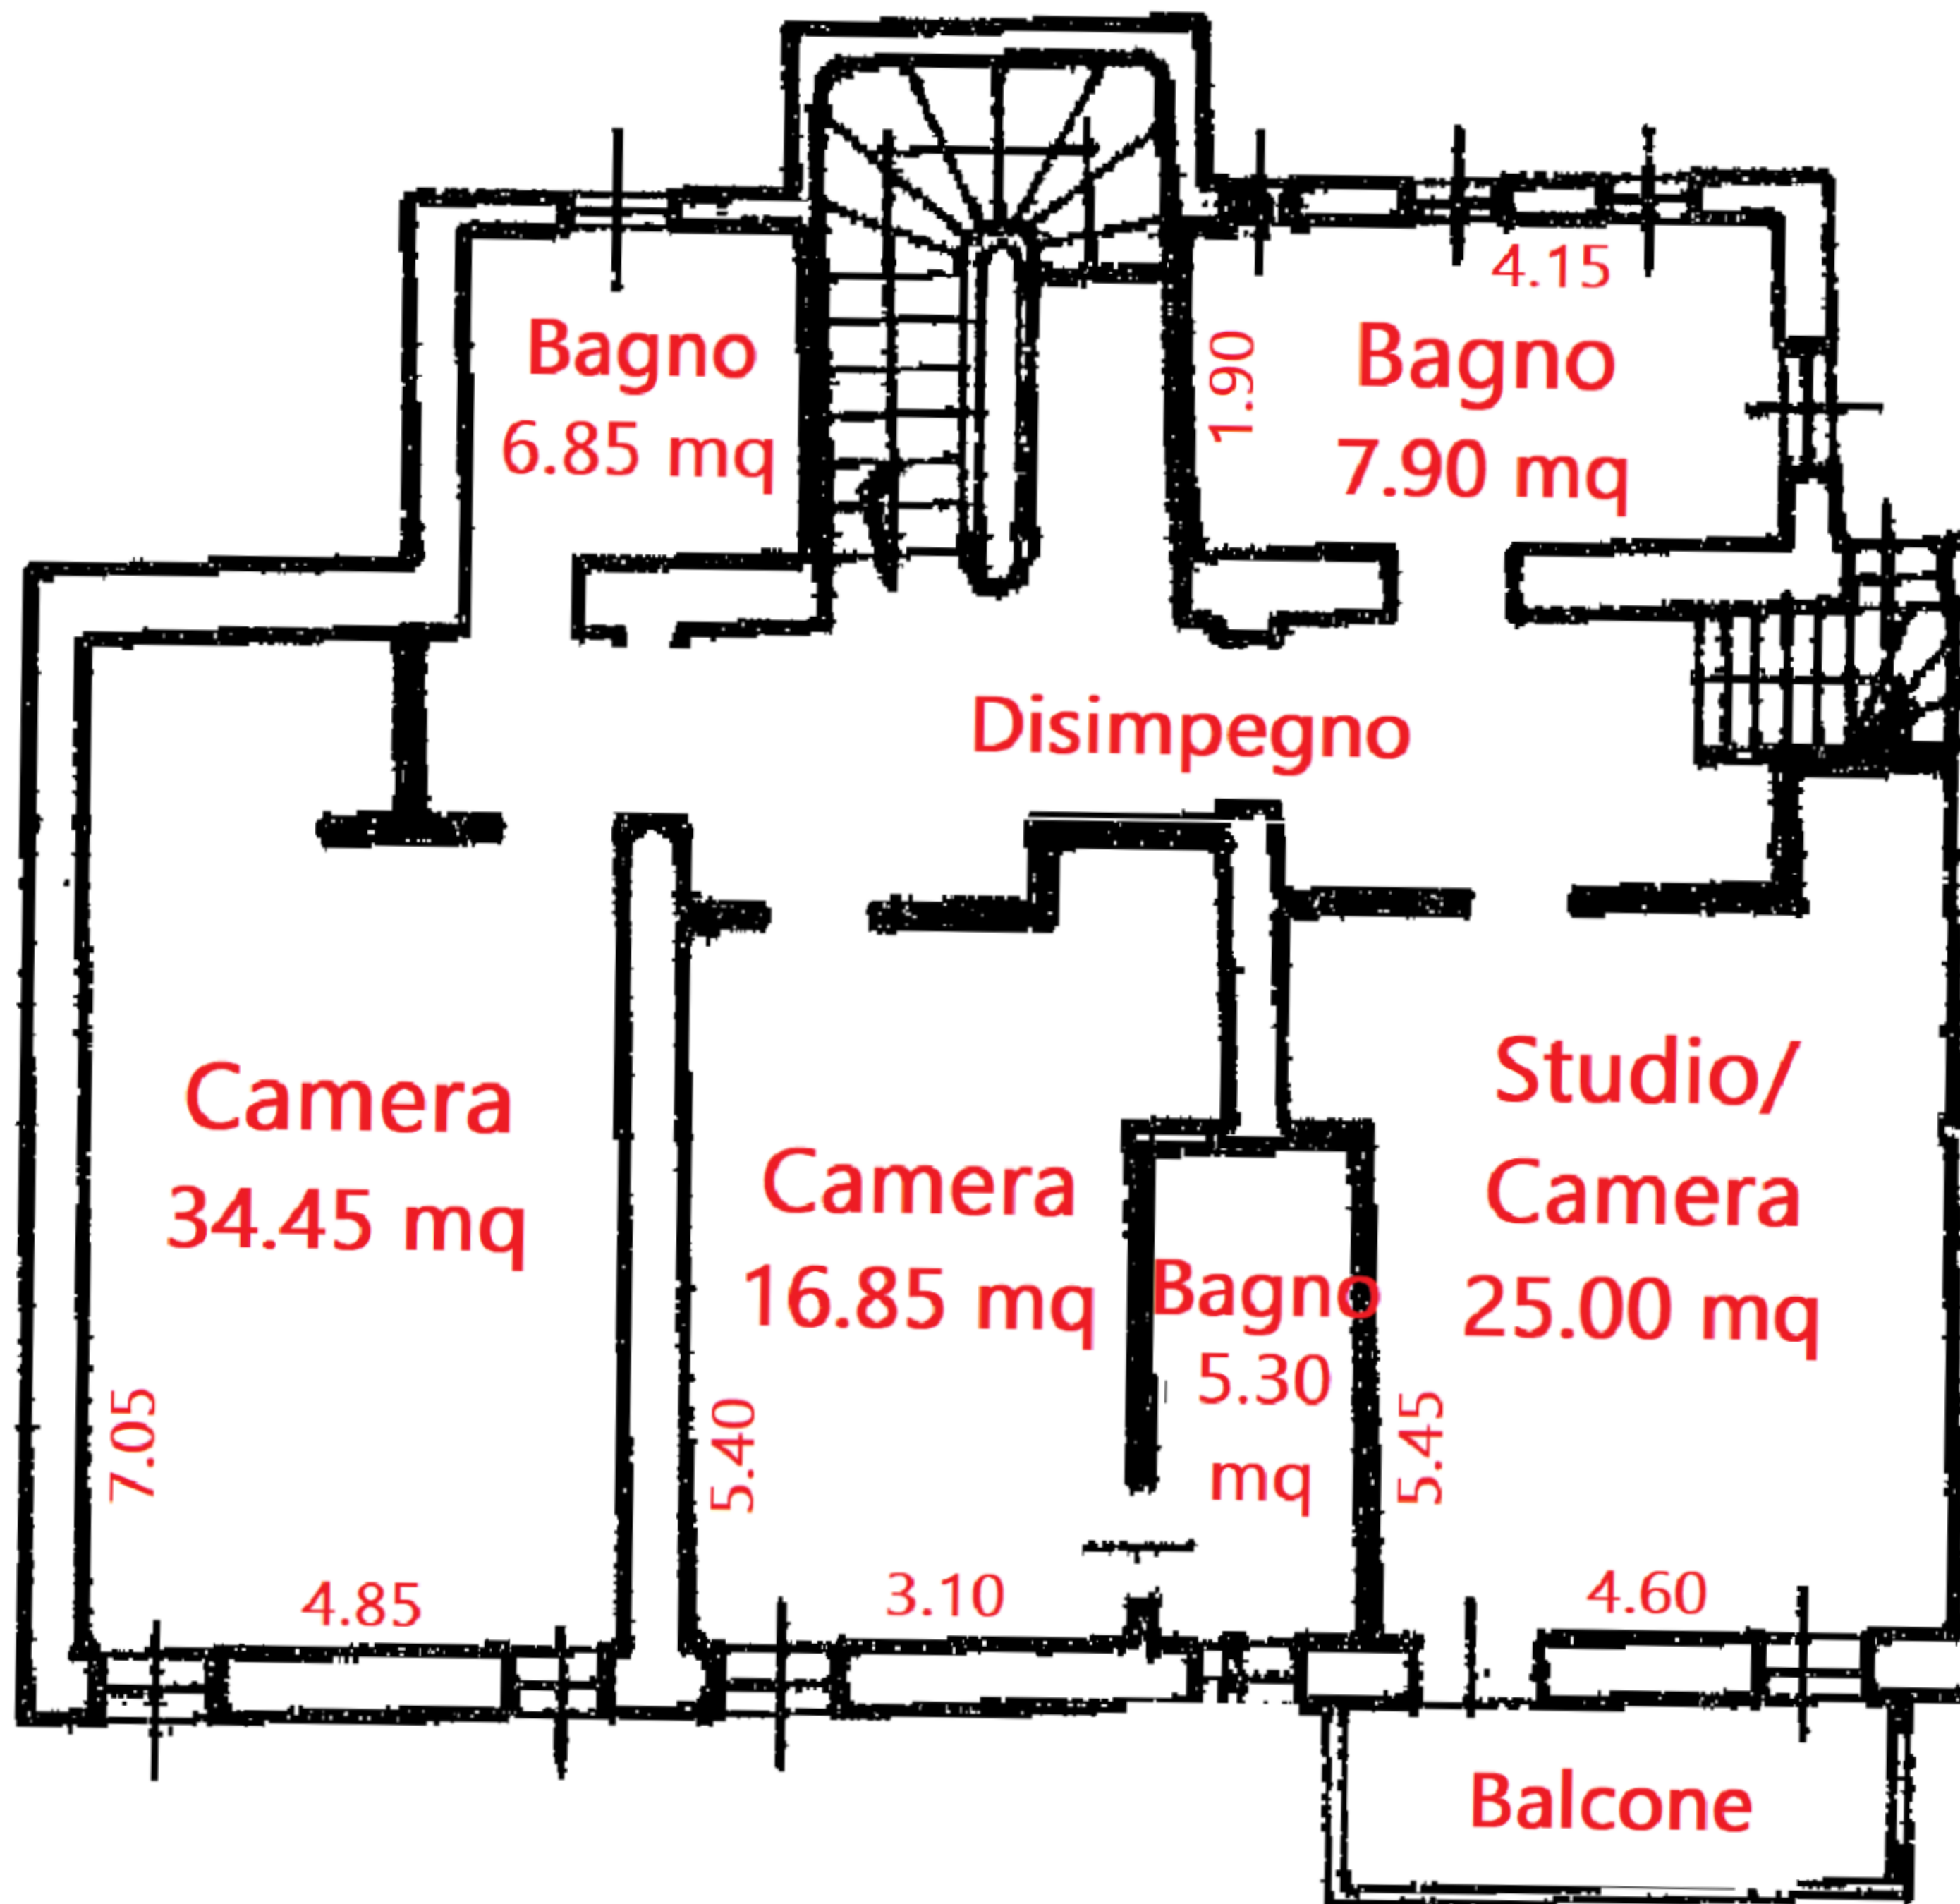 4.15
Bagno
6.85 mq
1.90
Bagno
7.90 mq
Disimpegno
Camera
34.45 mq
7.05
4.85
Camera
16.85 mq
5.40
3.10
Bagno
5.30
mq
Studio/
Camera
25.00 mq
5.45
4.60
Balcone